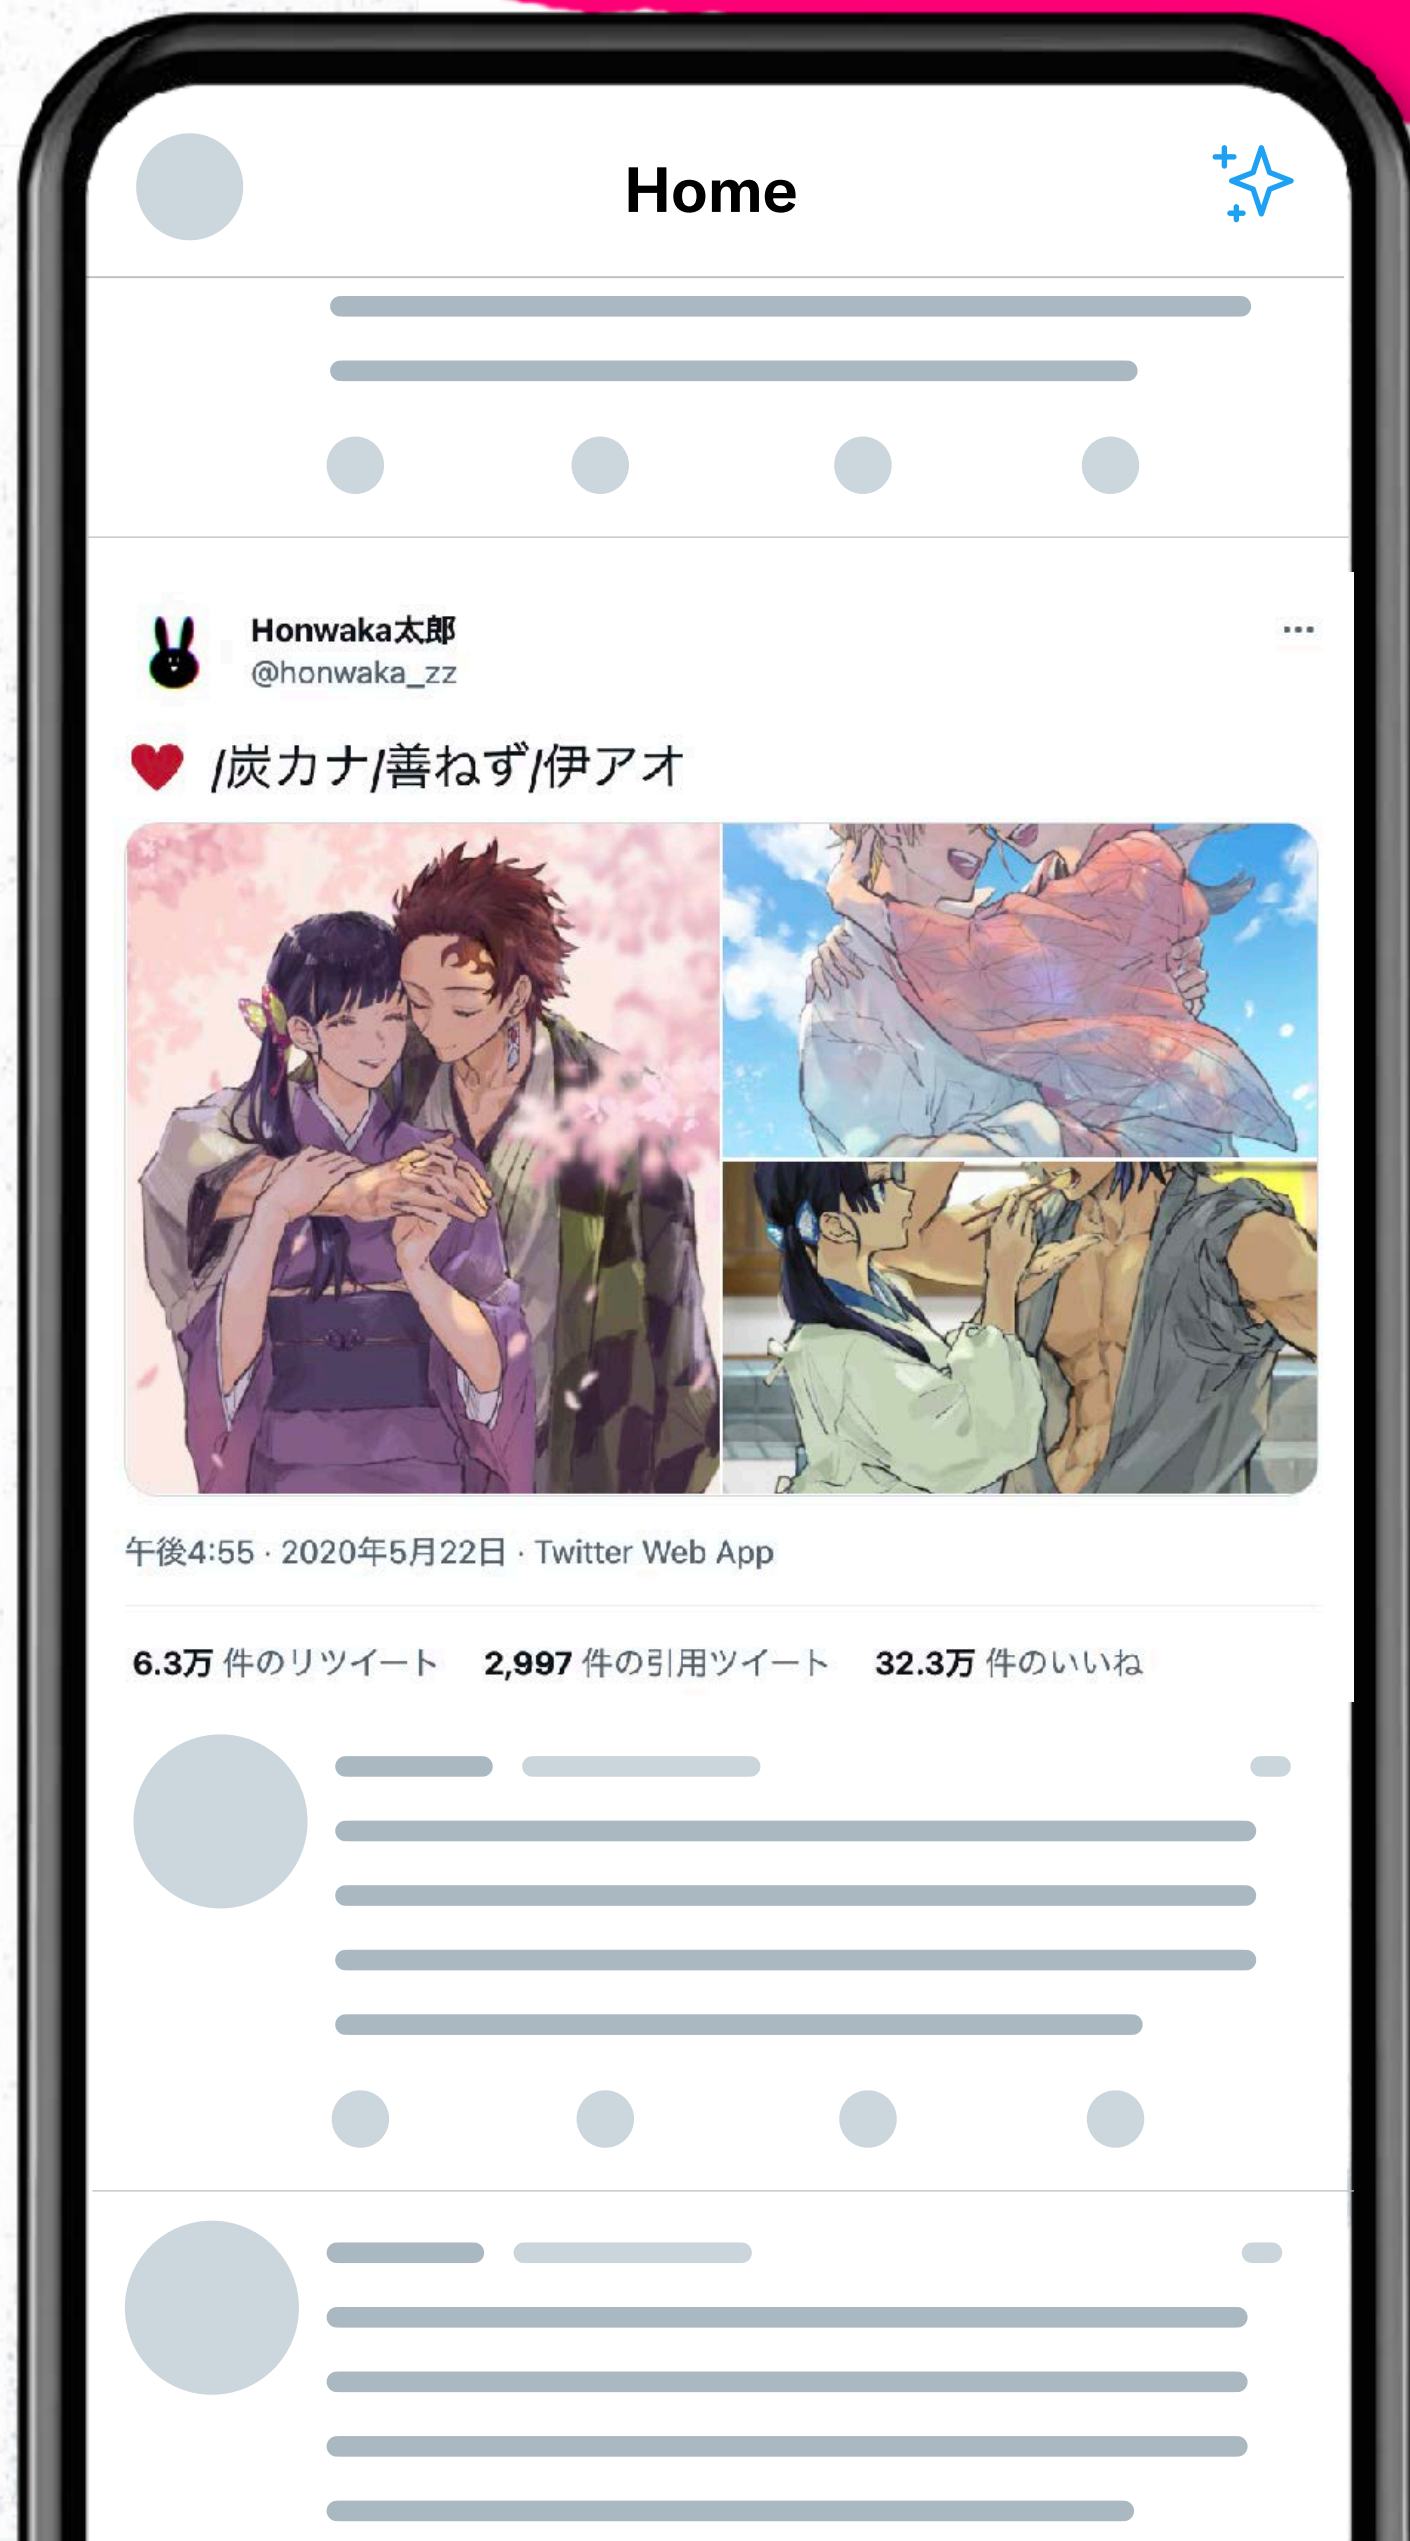 Home
Honwaka太郎
@honwaka_zz
/炭カナ/善ねず/伊アオ
午後4:55 · 2020年5月22日 · Twitter Web App
6.3万 件のリツイート 2,997 件の引用ツイート 32.3万 件のいいね